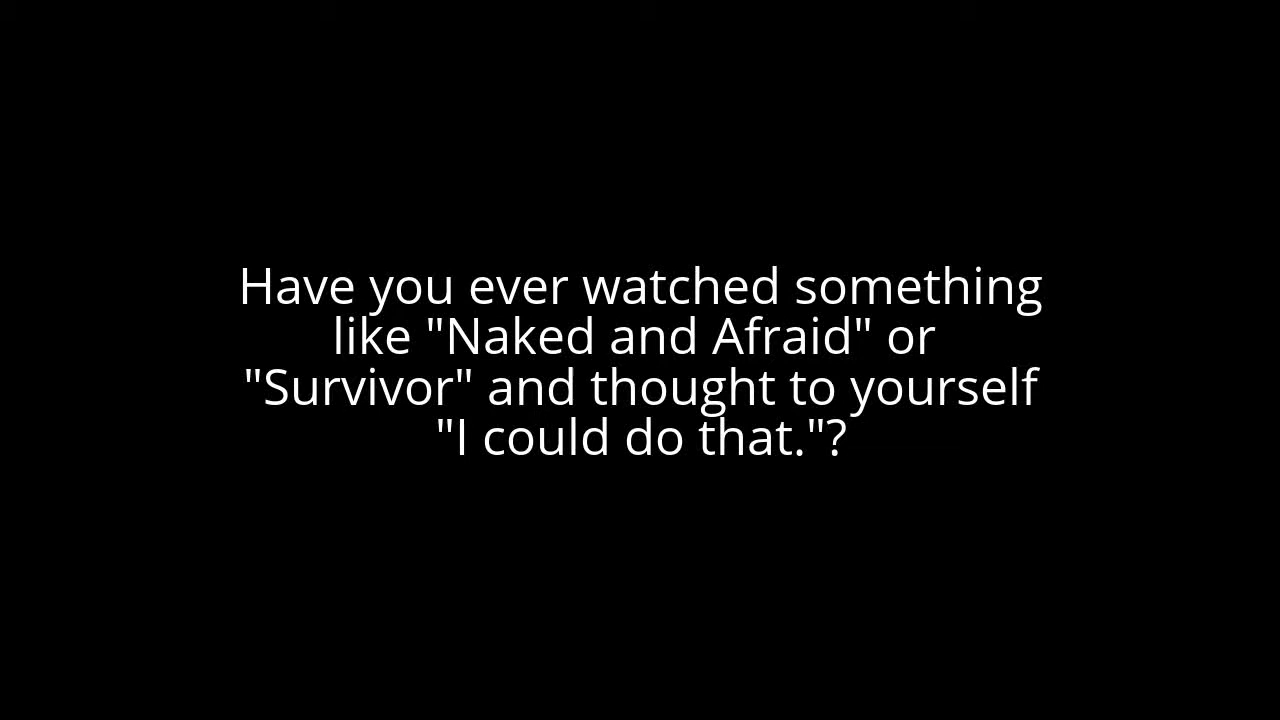 Have you ever watched something
like "Naked and Afraid" or
"Survivor" and thought to yourself
"I could do that."?